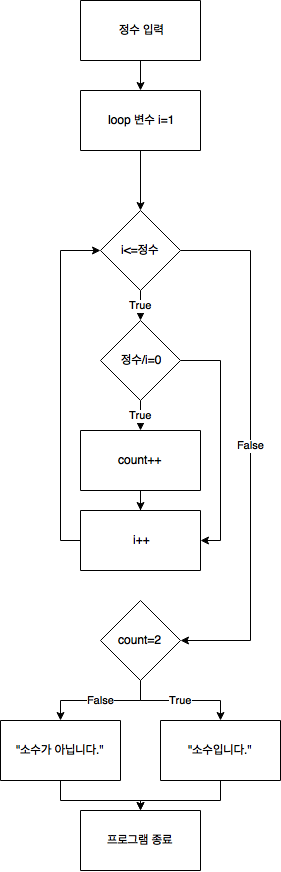 정수 입력
loop 변수 i=1
i<=정수
True
정수/i=0
True
count++
False
i++
count=2
False
True
"소수가 아닙니다."
"소수입니다."
프로그램 종료